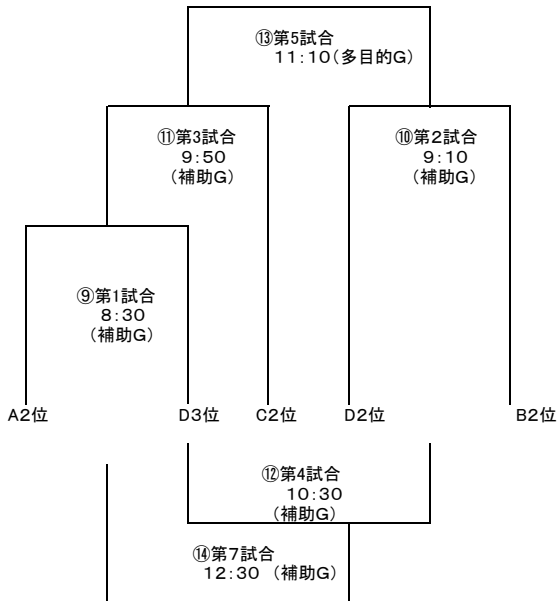 ⑬第5試合
11:10(多目的G)
⑪第3試合
9:50
(補助G)
⑩第2試合
9:10
(補助G)
⑨第1試合
8:30
(補助G)
A2位 D3位 C2位 D2位 B2位
⑫第4試合
10:30
(補助G)
⑭第7試合
12:30 (補助G)